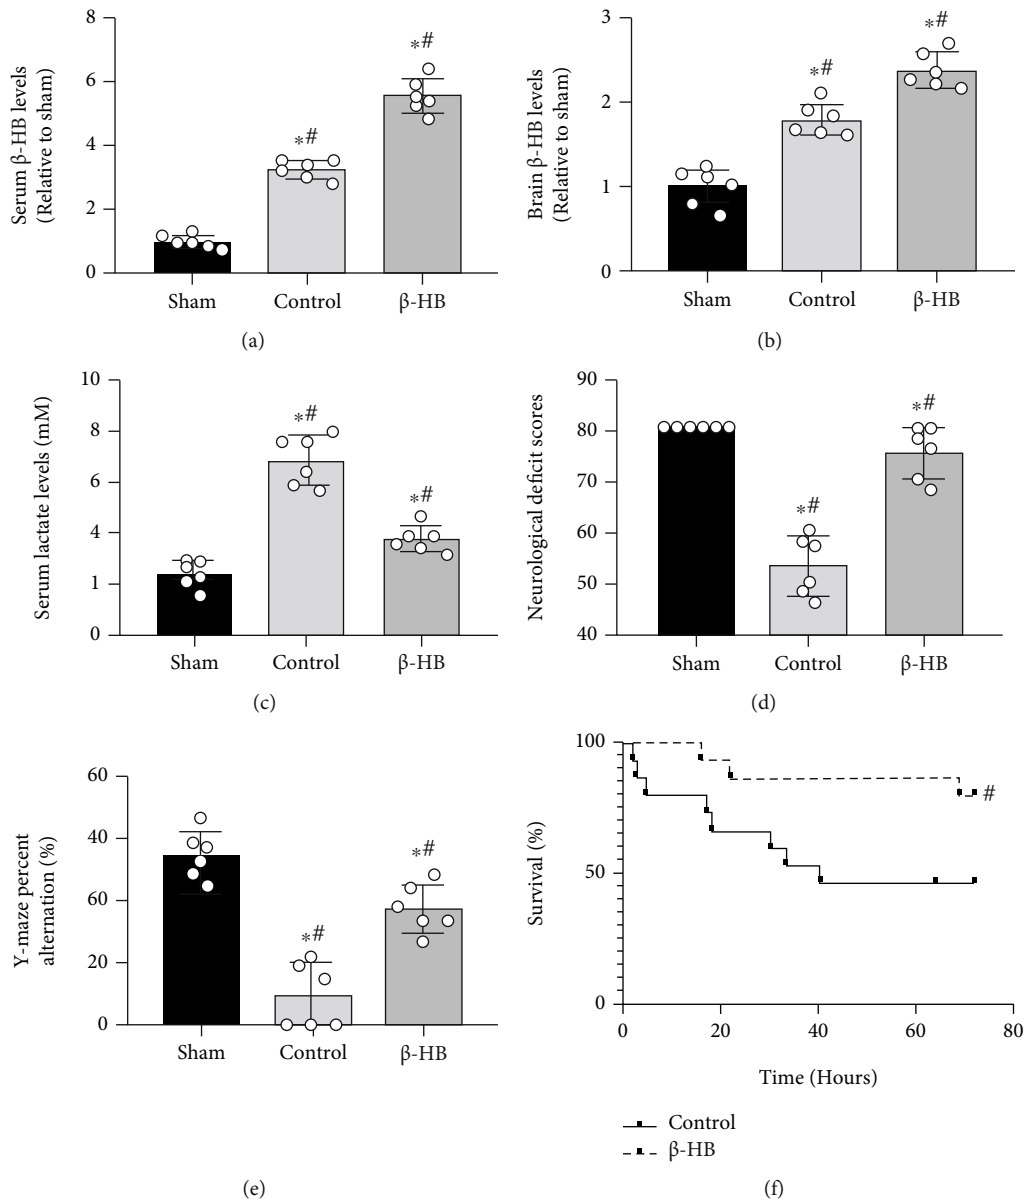 Serum β-HB levels
(Relative to sham)
8
6
4
2
0
*#
*#
Sham
Control
β-HB
(a)
Brain β-HB levels
(Relative to sham)
3
2
1
0
*#
*#
Sham
Control
β-HB
(b)
Serum lactate levels (mM)
10
8
6
4
1
0
*#
*#
Sham
Control
β-HB
(c)
Neurological deficit scores
90
80
70
60
50
40
*#
*#
Sham
Control
β-HB
(d)
Y-maze percent
alternation (%)
60
40
60
20
0
*#
*#
Sham
Control
β-HB
(e)
Survival (%)
100
50
0
#
0
20
40
60
80
Time (Hours)
Control
β-HB
(f)